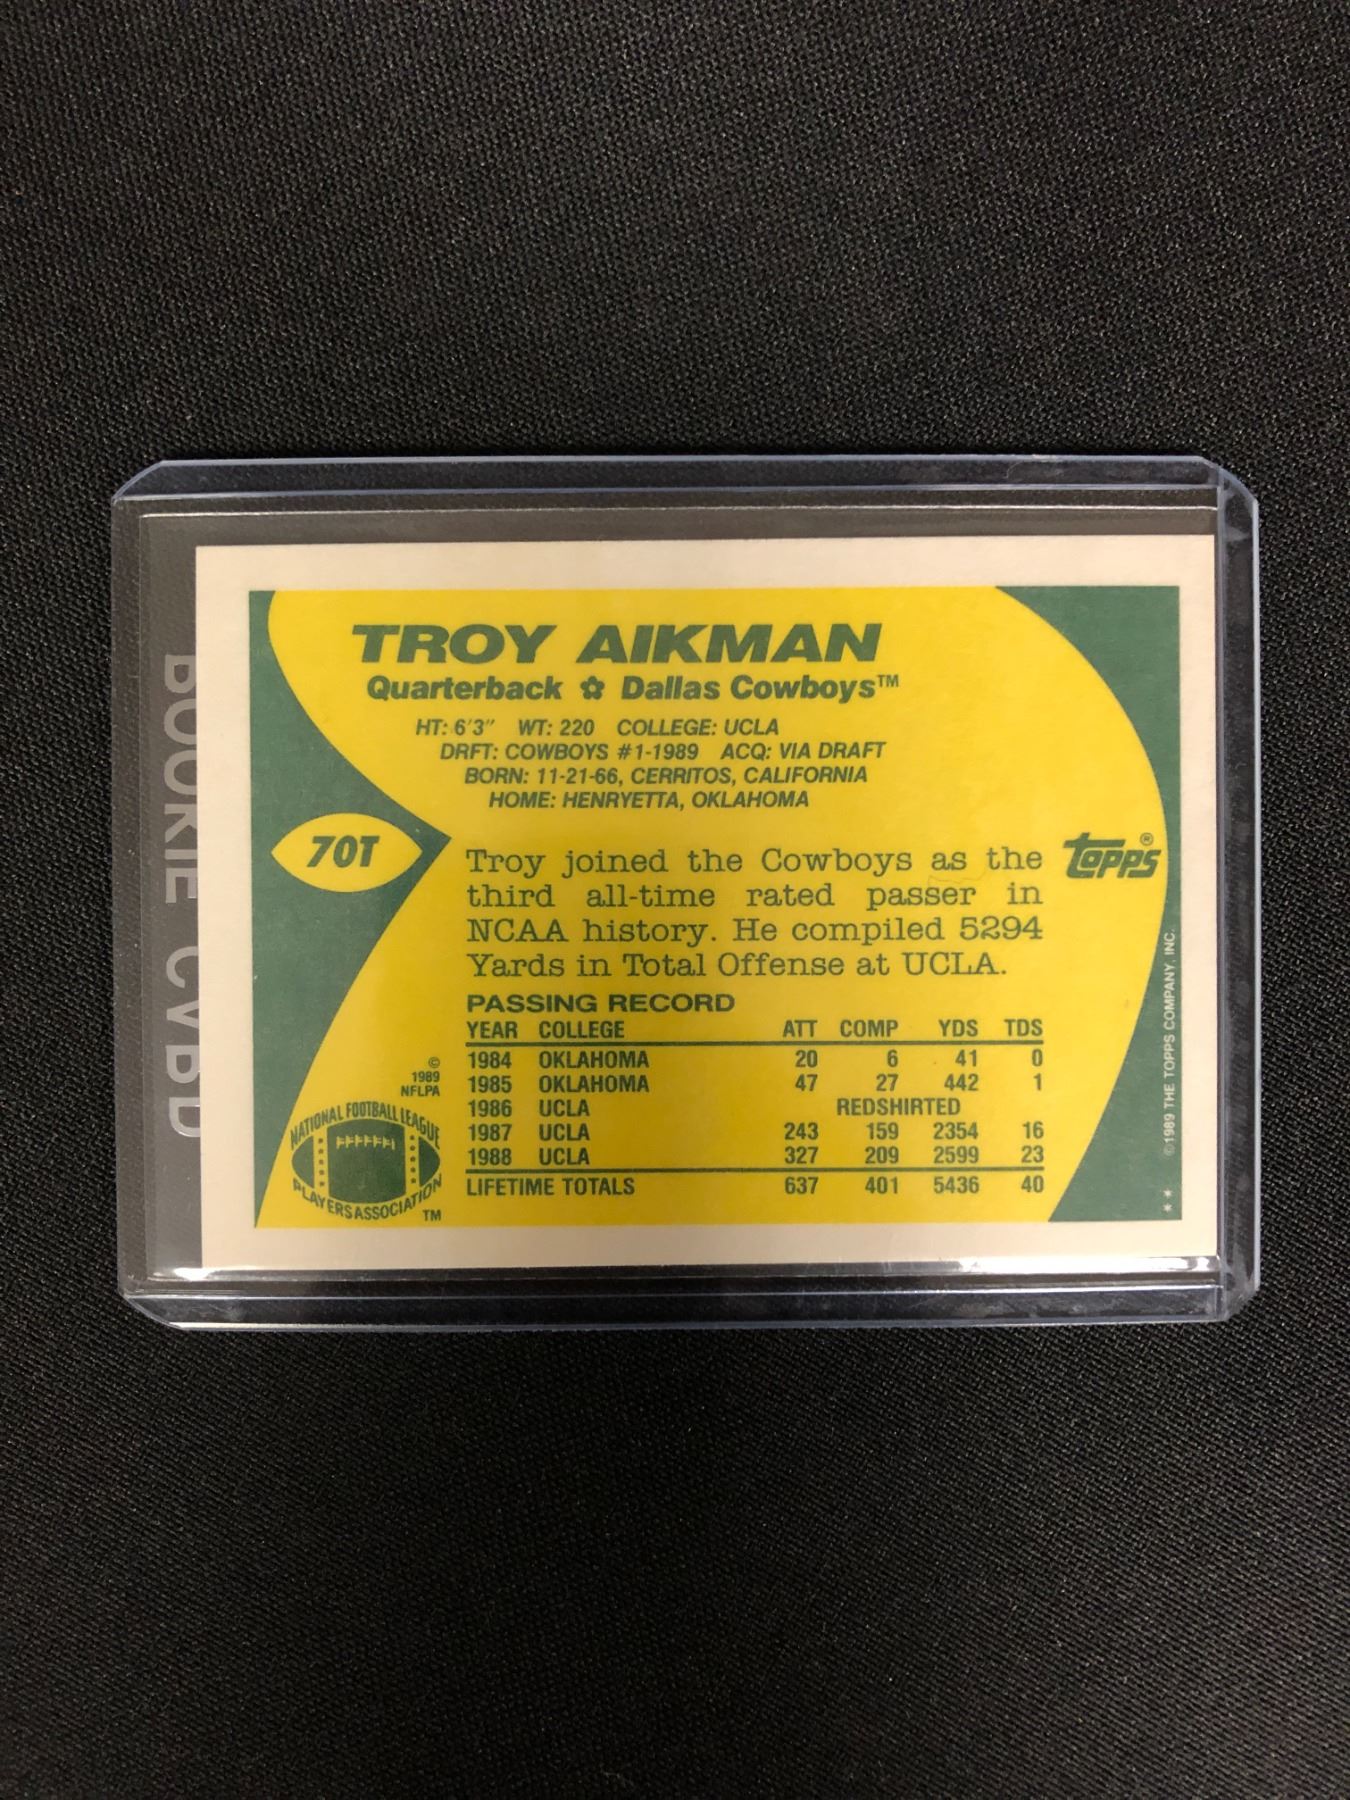 TROY AIKMAN
Quarterback ✿ Dallas Cowboys™
HT: 6'3" WT: 220 COLLEGE: UCLA
DRFT: COWBOYS #1-1989 ACQ: VIA DRAFT
BORN: 11-21-66, CERRITOS, CALIFORNIA
HOME: HENRYETTA, OKLAHOMA
70T
Troy joined the Cowboys as the
third all-time rated passer in
NCAA history. He compiled 5294
Yards in Total Offense at UCLA.
topps®
PASSING RECORD
YEAR COLLEGE ATT COMP YDS TDS
1984 OKLAHOMA 20 6 41 0
1985 OKLAHOMA 47 27 442 1
1986 UCLA REDSHIRTED
1987 UCLA 243 159 2354 16
1988 UCLA 327 209 2599 23
LIFETIME TOTALS 637 401 5436 40
©
1989
NFLPA
NATIONAL FOOTBALL LEAGUE
PLAYERS ASSOCIATION
TM
©1989 THE TOPPS COMPANY, INC.
**